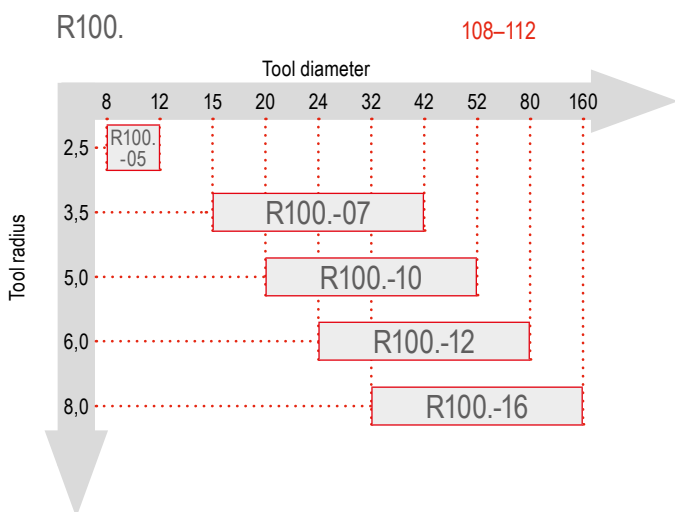 R100.
108–112
Tool diameter
8 12 15 20 24 32 42 52 80 160
Tool radius
2,5
R100.
-05
3,5
R100.-07
5,0
R100.-10
6,0
R100.-12
8,0
R100.-16